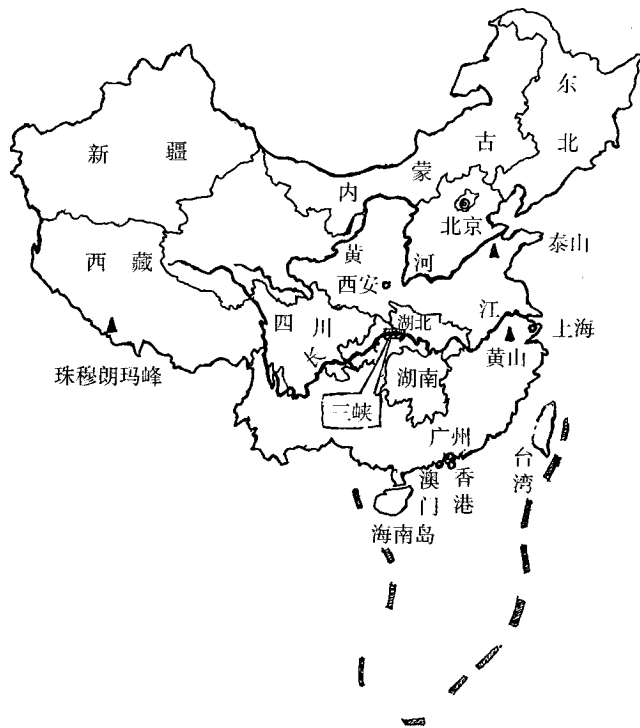 东北
新疆
内蒙古
北京
黄河
泰山
西藏
西安
四川
湖北
长江
上海
黄山
珠穆朗玛峰
湖南
三峡
广州
台湾
澳门
香港
海南岛